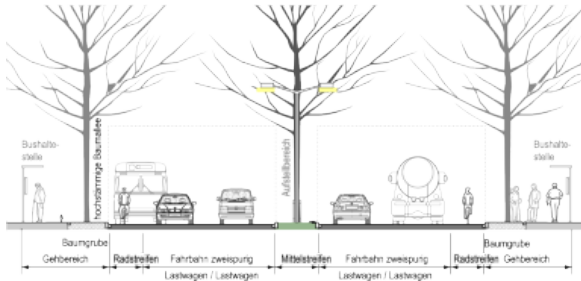 Bushalte-
stelle
hochstämmige Baumallee
Aufstellbereich
Bushalte-
stelle
Baumgrube
Baumgrube
Gehbereich
Radstreifen
Fahrbahn zweispurig
Mittelstreifen
Fahrbahn zweispurig
Radstreifen
Gehbereich
Lastwagen / Lastwagen
Lastwagen / Lastwagen